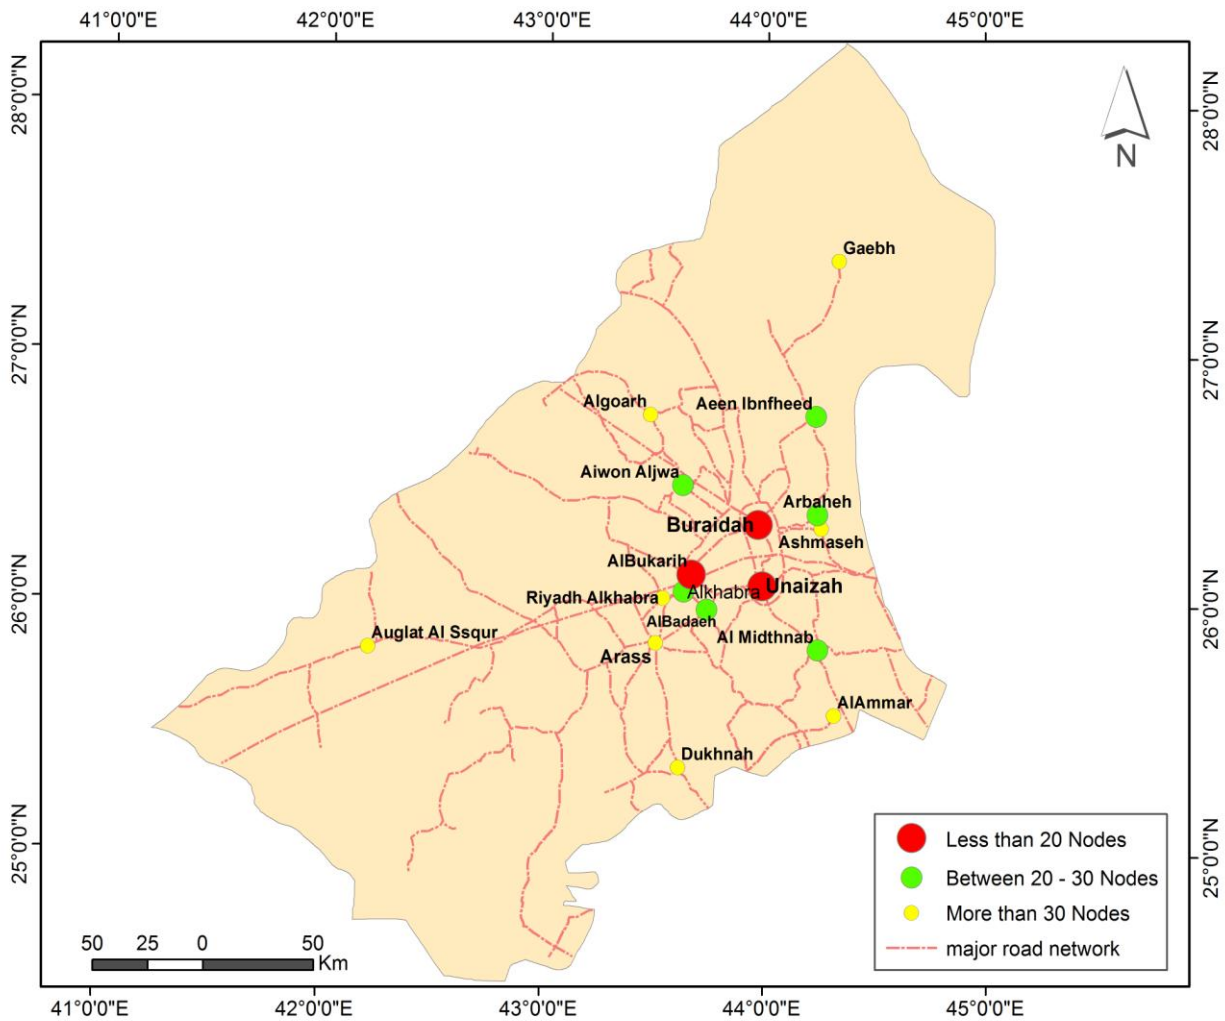 41°0'0"E 42°0'0"E 43°0'0"E 44°0'0"E 45°0'0"E
28°0'0"N
28°0'0"N
N
Gaebh
27°0'0"N
27°0'0"N
Algoarh
Aeen Ibnfheed
Aiwon Aljwa
Arbaheh
Buraidah
Ashmaseh
AlBukarih
26°0'0"N
26°0'0"N
Riyadh Alkhabra
Alkhabra
Unaizah
AlBadaeh
Auglat Al Ssqur
Al Midthnab
Arass
AlAmmar
Dukhnah
25°0'0"N
25°0'0"N
Less than 20 Nodes
Between 20 - 30 Nodes
More than 30 Nodes
major road network
50 25 0 50
Km
41°0'0"E 42°0'0"E 43°0'0"E 44°0'0"E 45°0'0"E